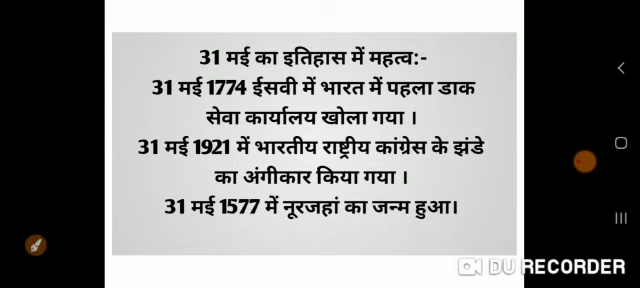 31 मई का इतिहास में महत्व:-
31 मई 1774 ईसवी में भारत में पहला डाक
सेवा कार्यालय खोला गया ।
31 मई 1921 में भारतीय राष्ट्रीय कांग्रेस के झंडे
का अंगीकार किया गया ।
31 मई 1577 में नूरजहां का जन्म हुआ।
DU RECORDER